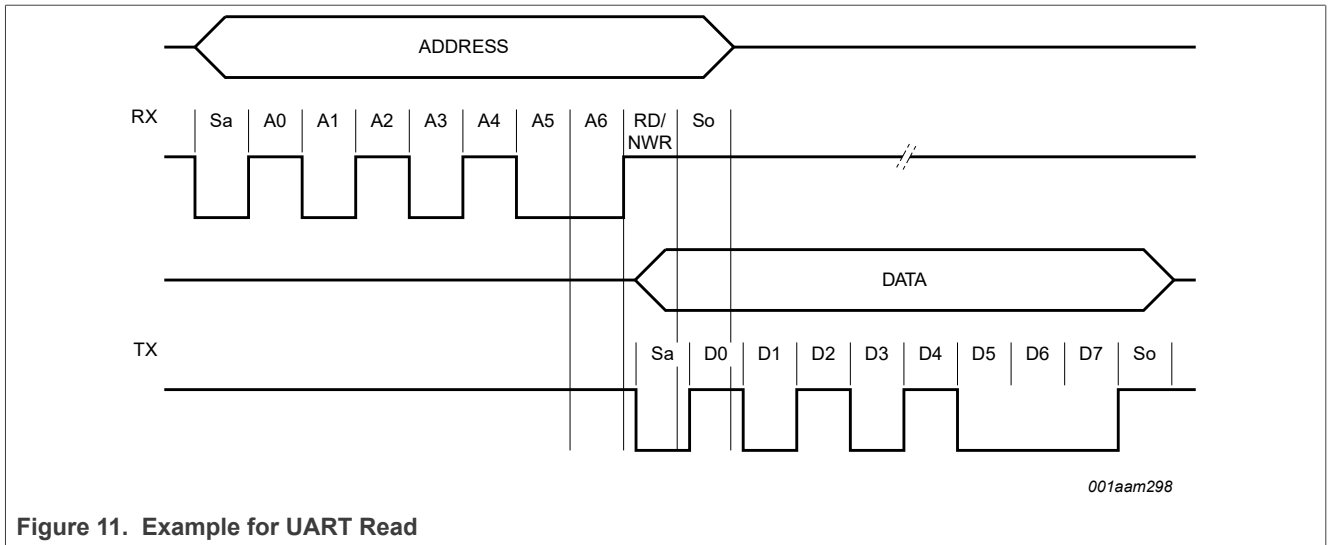 ADDRESS
RX Sa A0 A1 A2 A3 A4 A5 A6 RD/ So
NWR
DATA
TX Sa D0 D1 D2 D3 D4 D5 D6 D7 So
001aam298
Figure 11. Example for UART Read